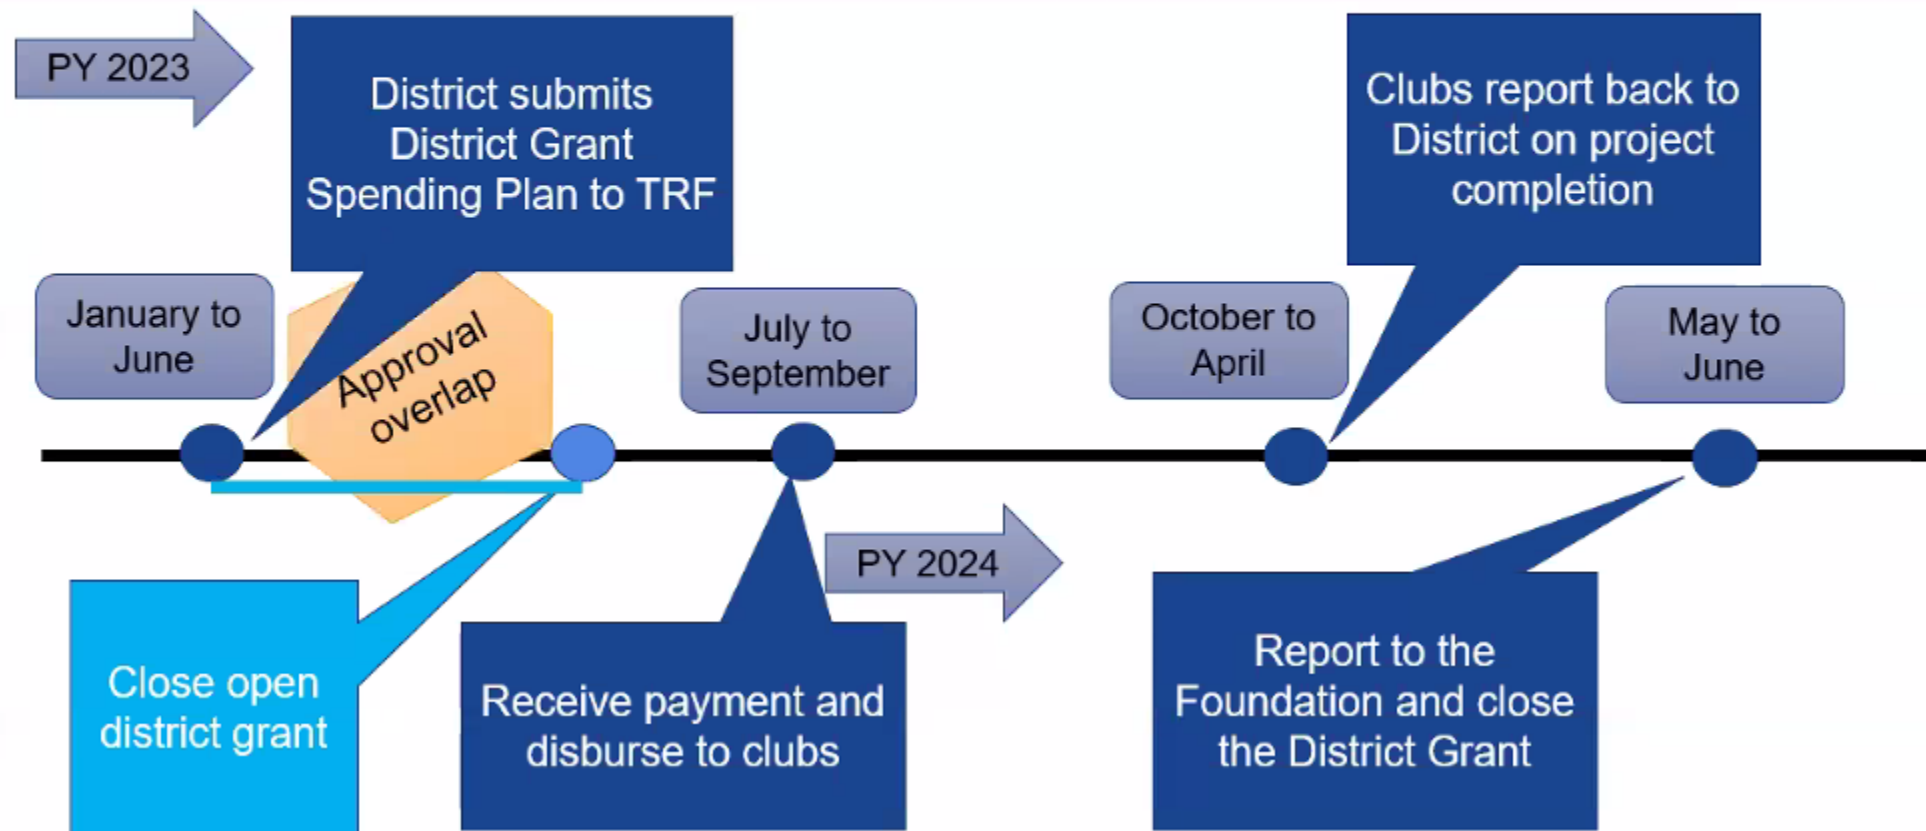 PY 2023
District submits
District Grant
Spending Plan to TRF
Clubs report back to
District on project
completion
January to
June
Approval
overlap
July to
September
October to
April
May to
June
PY 2024
Close open
district grant
Receive payment and
disburse to clubs
Report to the
Foundation and close
the District Grant